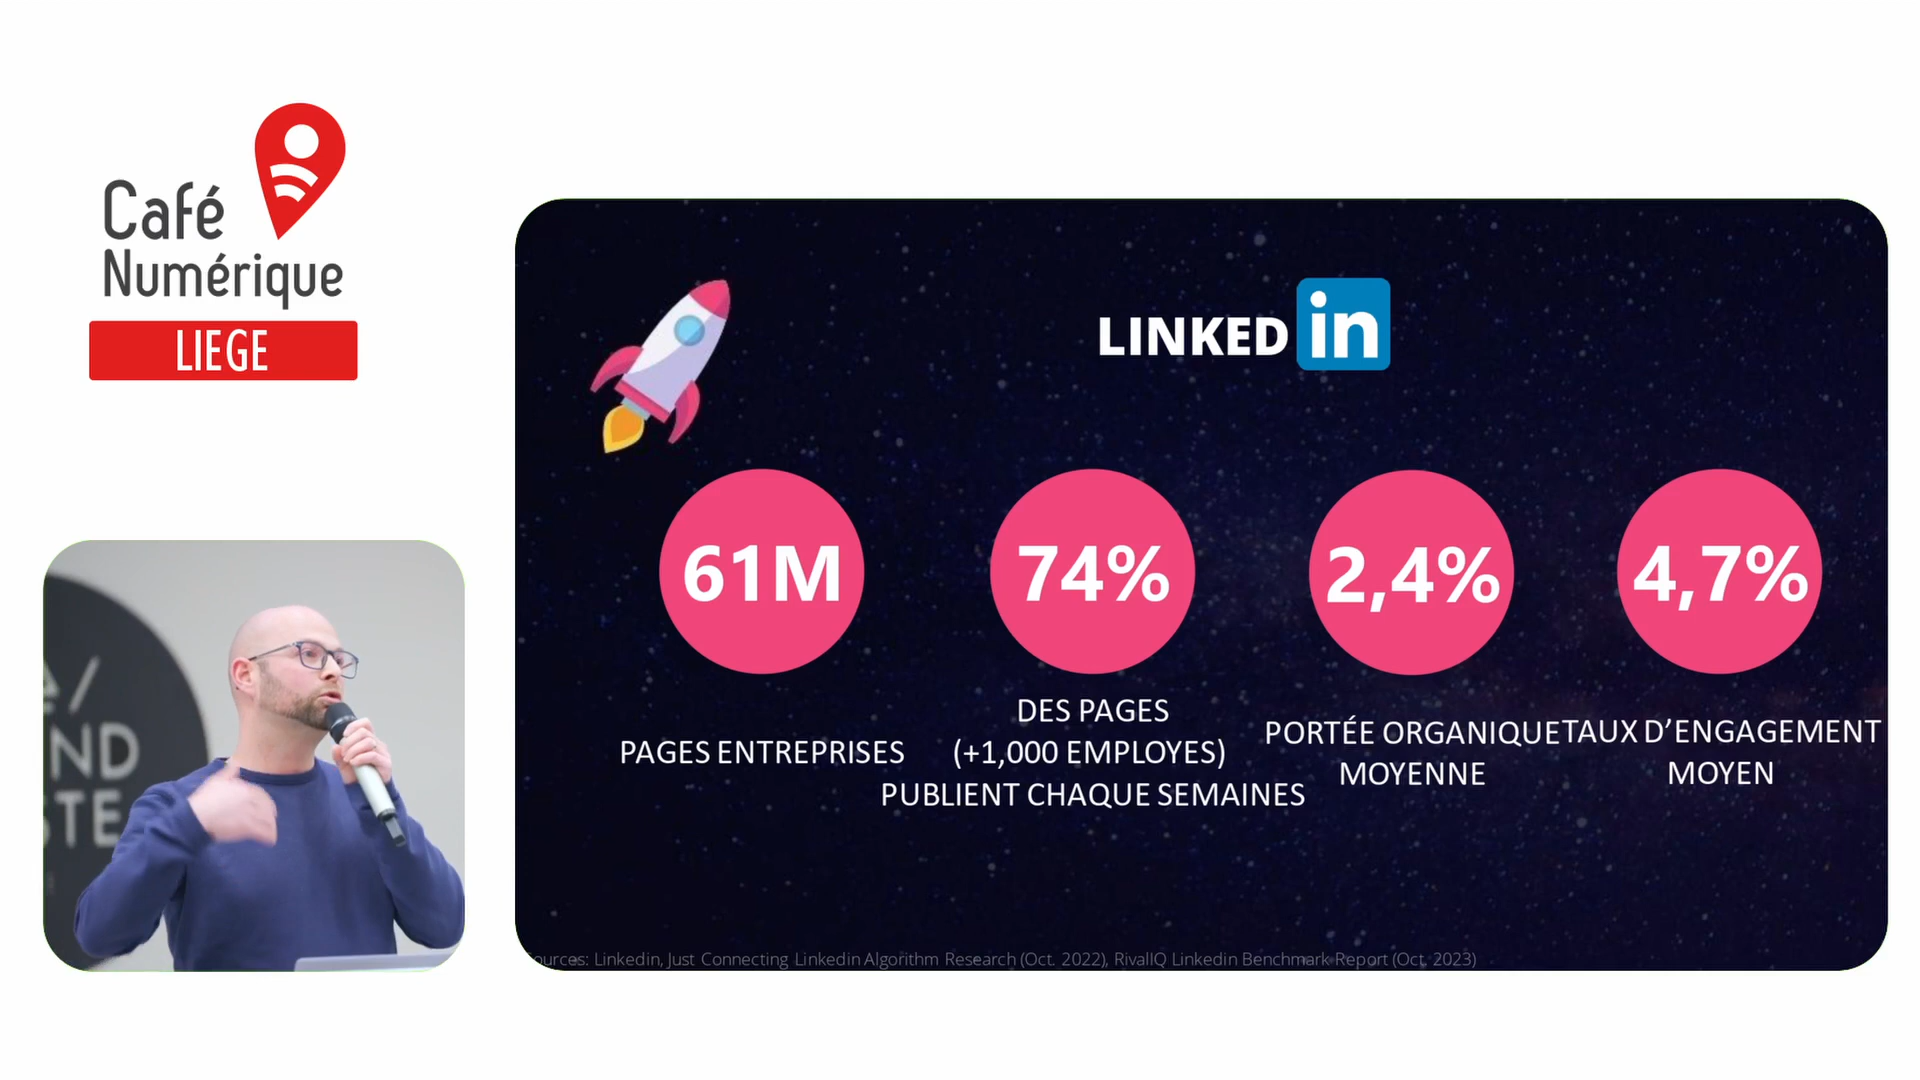 Café
Numérique
LIEGE
LINKED in
61M
74%
2,4%
4,7%
PAGES ENTREPRISES
DES PAGES
(+1,000 EMPLOYES)
PUBLIENT CHAQUE SEMAINES
PORTÉE ORGANIQUE
MOYENNE
TAUX D’ENGAGEMENT
MOYEN
ources: Linkedin, Just Connecting Linkedin Algorithm Research (Oct. 2022), RivalIQ Linkedin Benchmark Report (Oct. 2023)
/
ND
STE